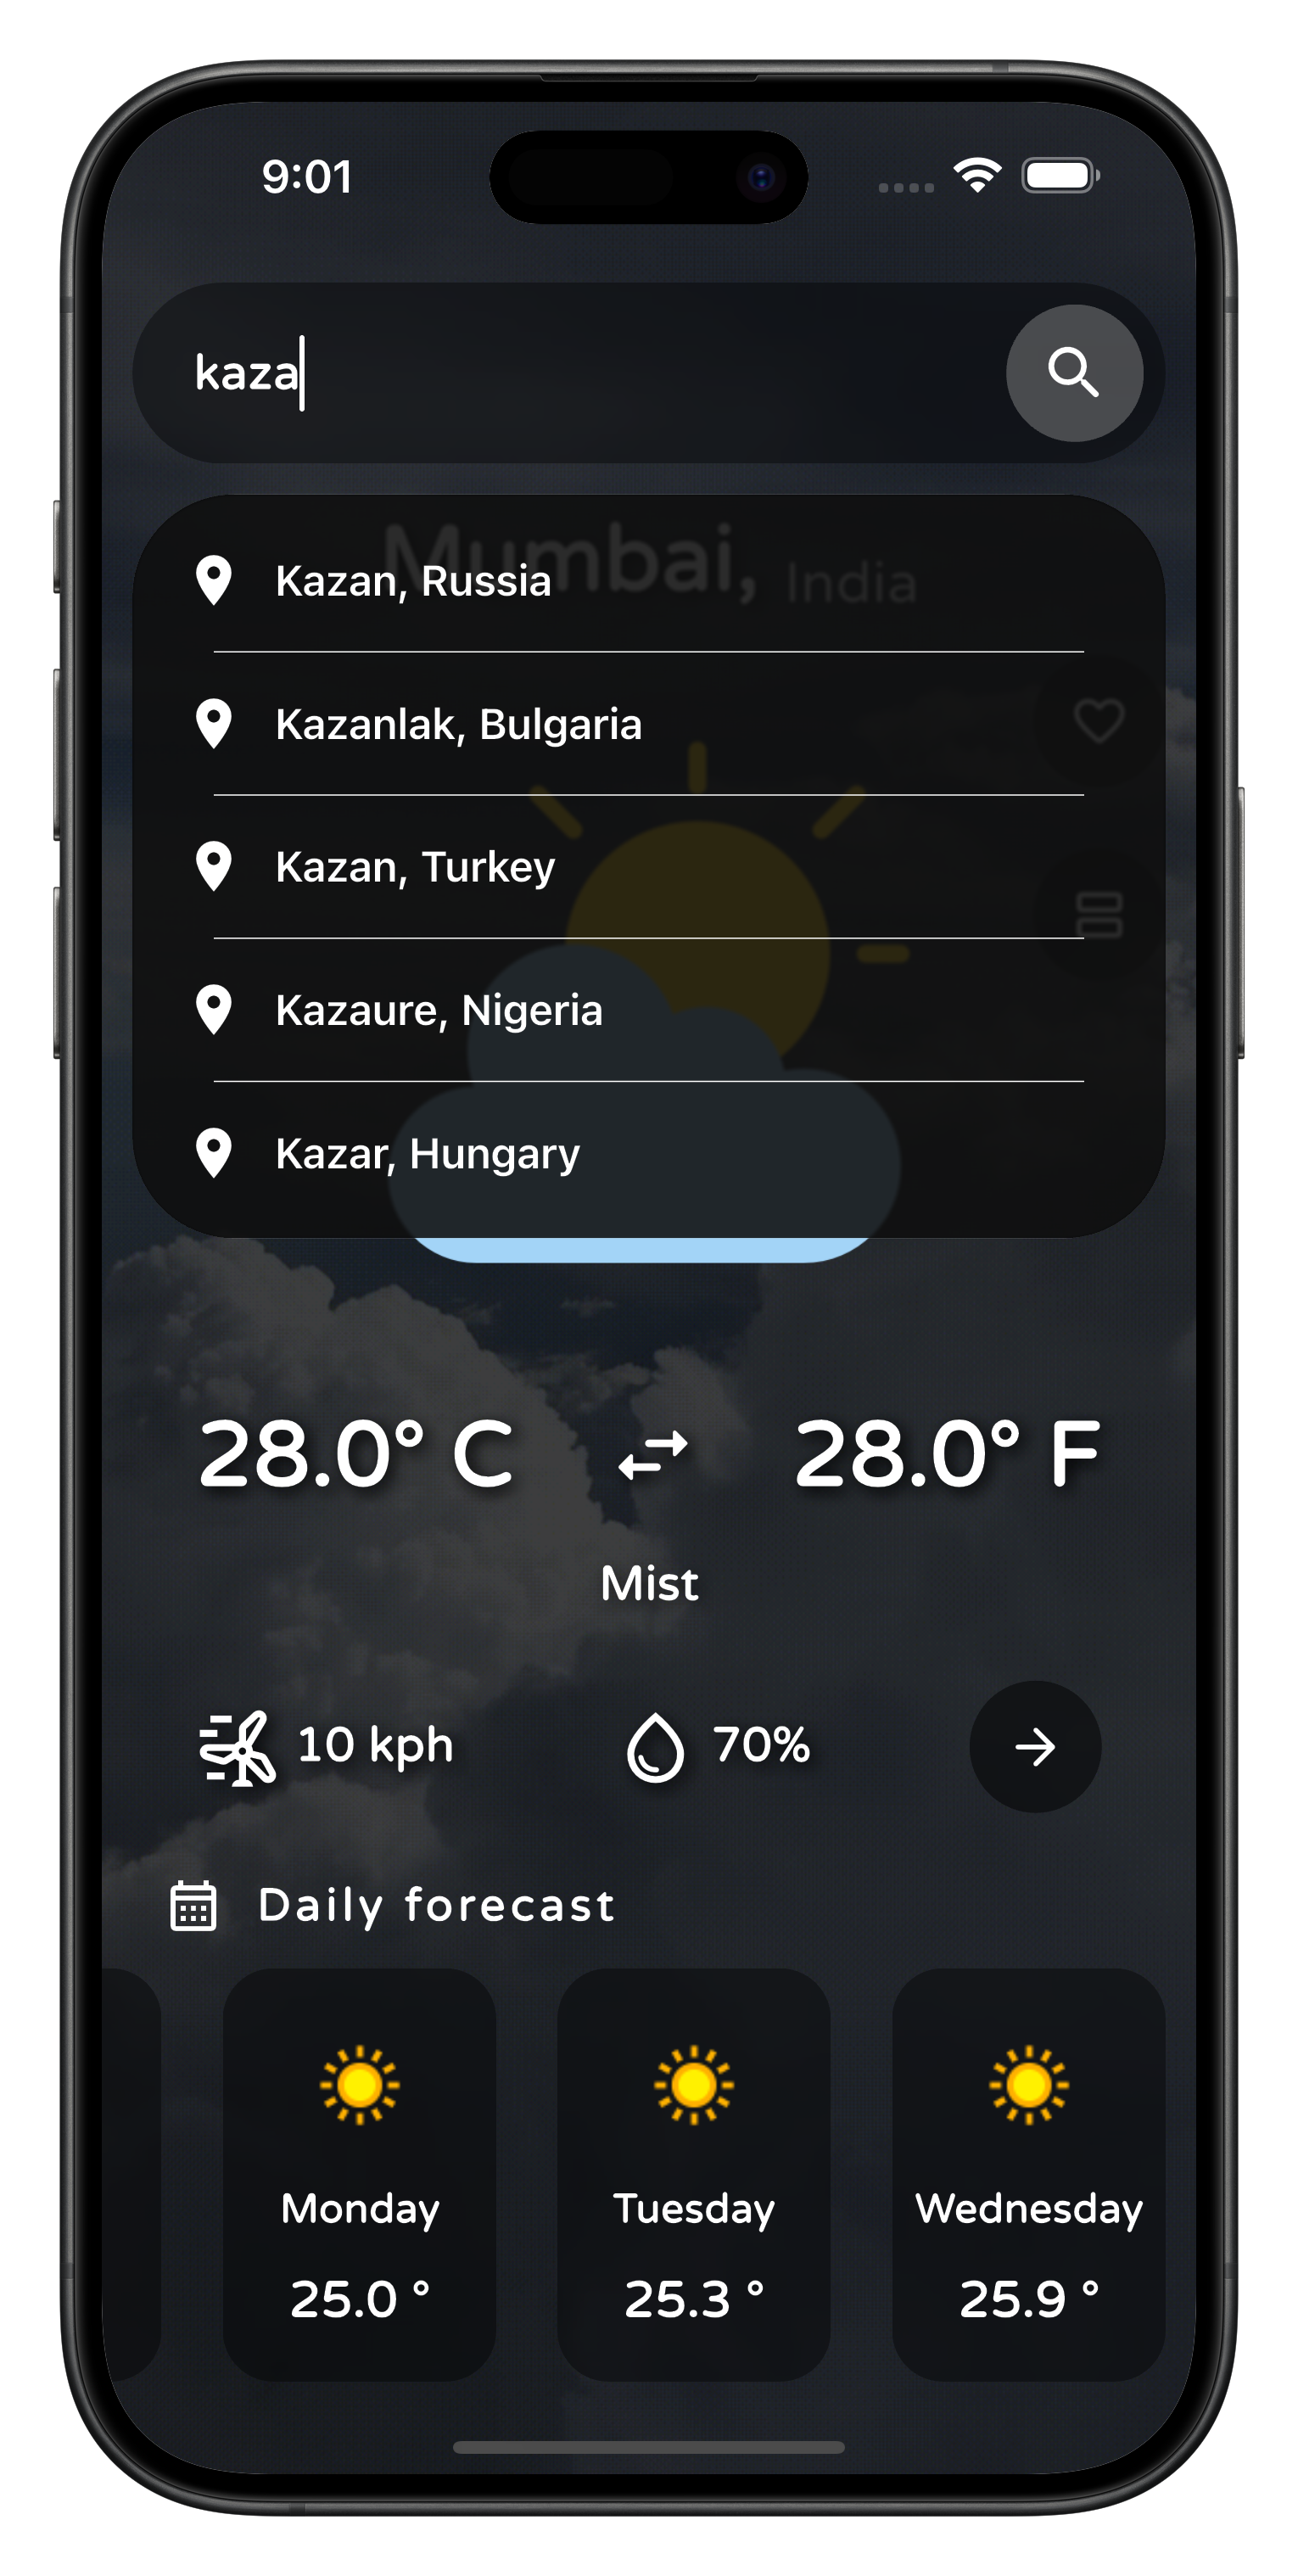 9:01
kaza
Mumbai, India
Kazan, Russia
Kazanlak, Bulgaria
Kazan, Turkey
Kazaure, Nigeria
Kazar, Hungary
28.0° C 28.0° F
Mist
10 kph 70%
Daily forecast
Monday Tuesday Wednesday
25.0 ° 25.3 ° 25.9 °